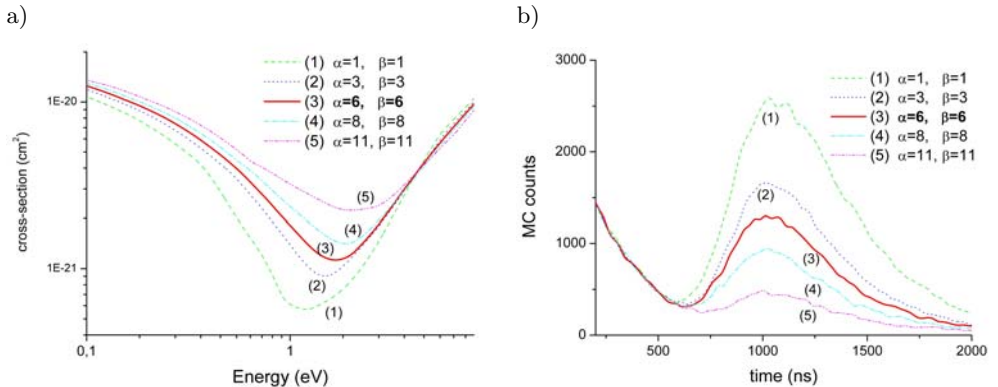 a)
(1) α=1, β=1
(2) α=3, β=3
(3) α=6, β=6
(4) α=8, β=8
(5) α=11, β=11
1E-20
1E-21
cross-section (cm²)
(5)
(4)
(3)
(2)
(1)
0,1
1
Energy (eV)
b)
3000
2500
2000
1500
1000
500
0
MC counts
(1) α=1, β=1
(2) α=3, β=3
(3) α=6, β=6
(4) α=8, β=8
(5) α=11, β=11
(1)
(2)
(3)
(4)
(5)
500
1000
1500
2000
time (ns)